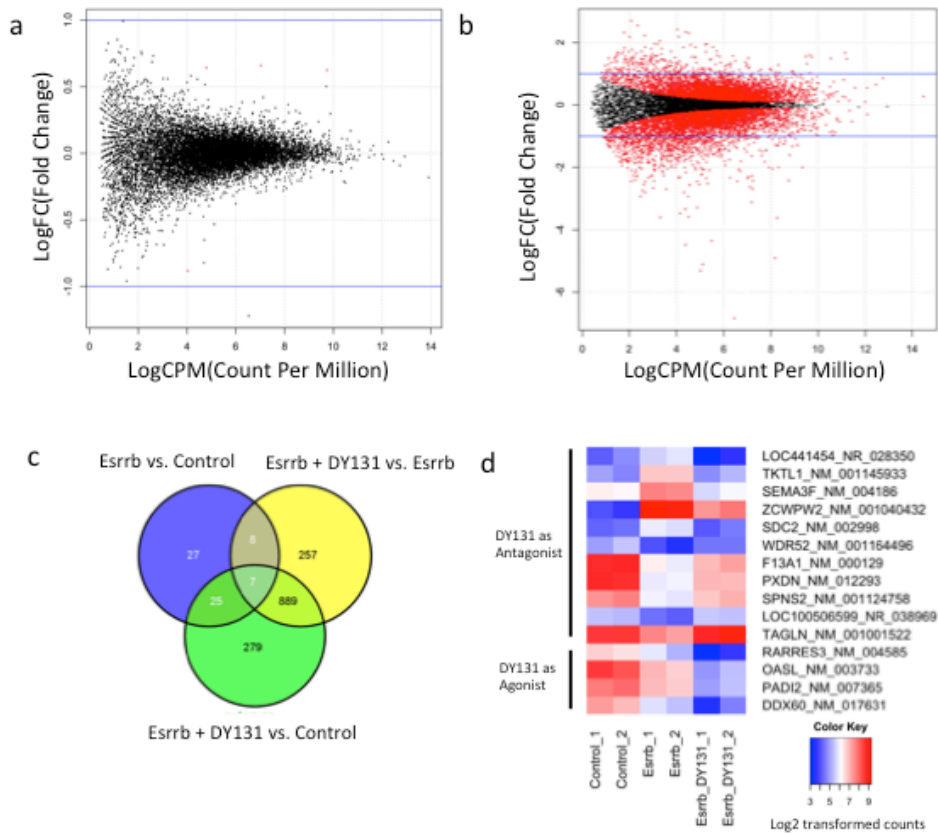 a
LogFC(Fold Change)
1.0
0.5
0.0
-0.5
-1.0
0 2 4 6 8 10 12 14
LogCPM(Count Per Million)
b
LogFC(Fold Change)
2
0
-2
-4
-6
0 2 4 6 8 10 12 14
LogCPM(Count Per Million)
c
Esrrb vs. Control
Esrrb + DY131 vs. Esrrb
27
8
257
7
25
889
279
Esrrb + DY131 vs. Control
d
DY131 as
Antagonist
DY131 as
Agonist
LOC441454_NR_028350
TKTL1_NM_001145933
SEMA3F_NM_004186
ZCWPW2_NM_001040432
SDC2_NM_002998
WDR52_NM_001164496
F13A1_NM_000129
PXDN_NM_012293
SPNS2_NM_001124758
LOC100506599_NR_038969
TAGLN_NM_001001522
RARRES3_NM_004585
OASL_NM_003733
PADI2_NM_007365
DDX60_NM_017631
Control_1
Control_2
Esrrb_1
Esrrb_2
Esrrb_DY131_1
Esrrb_DY131_2
Color Key
3 5 7 9
Log2 transformed counts